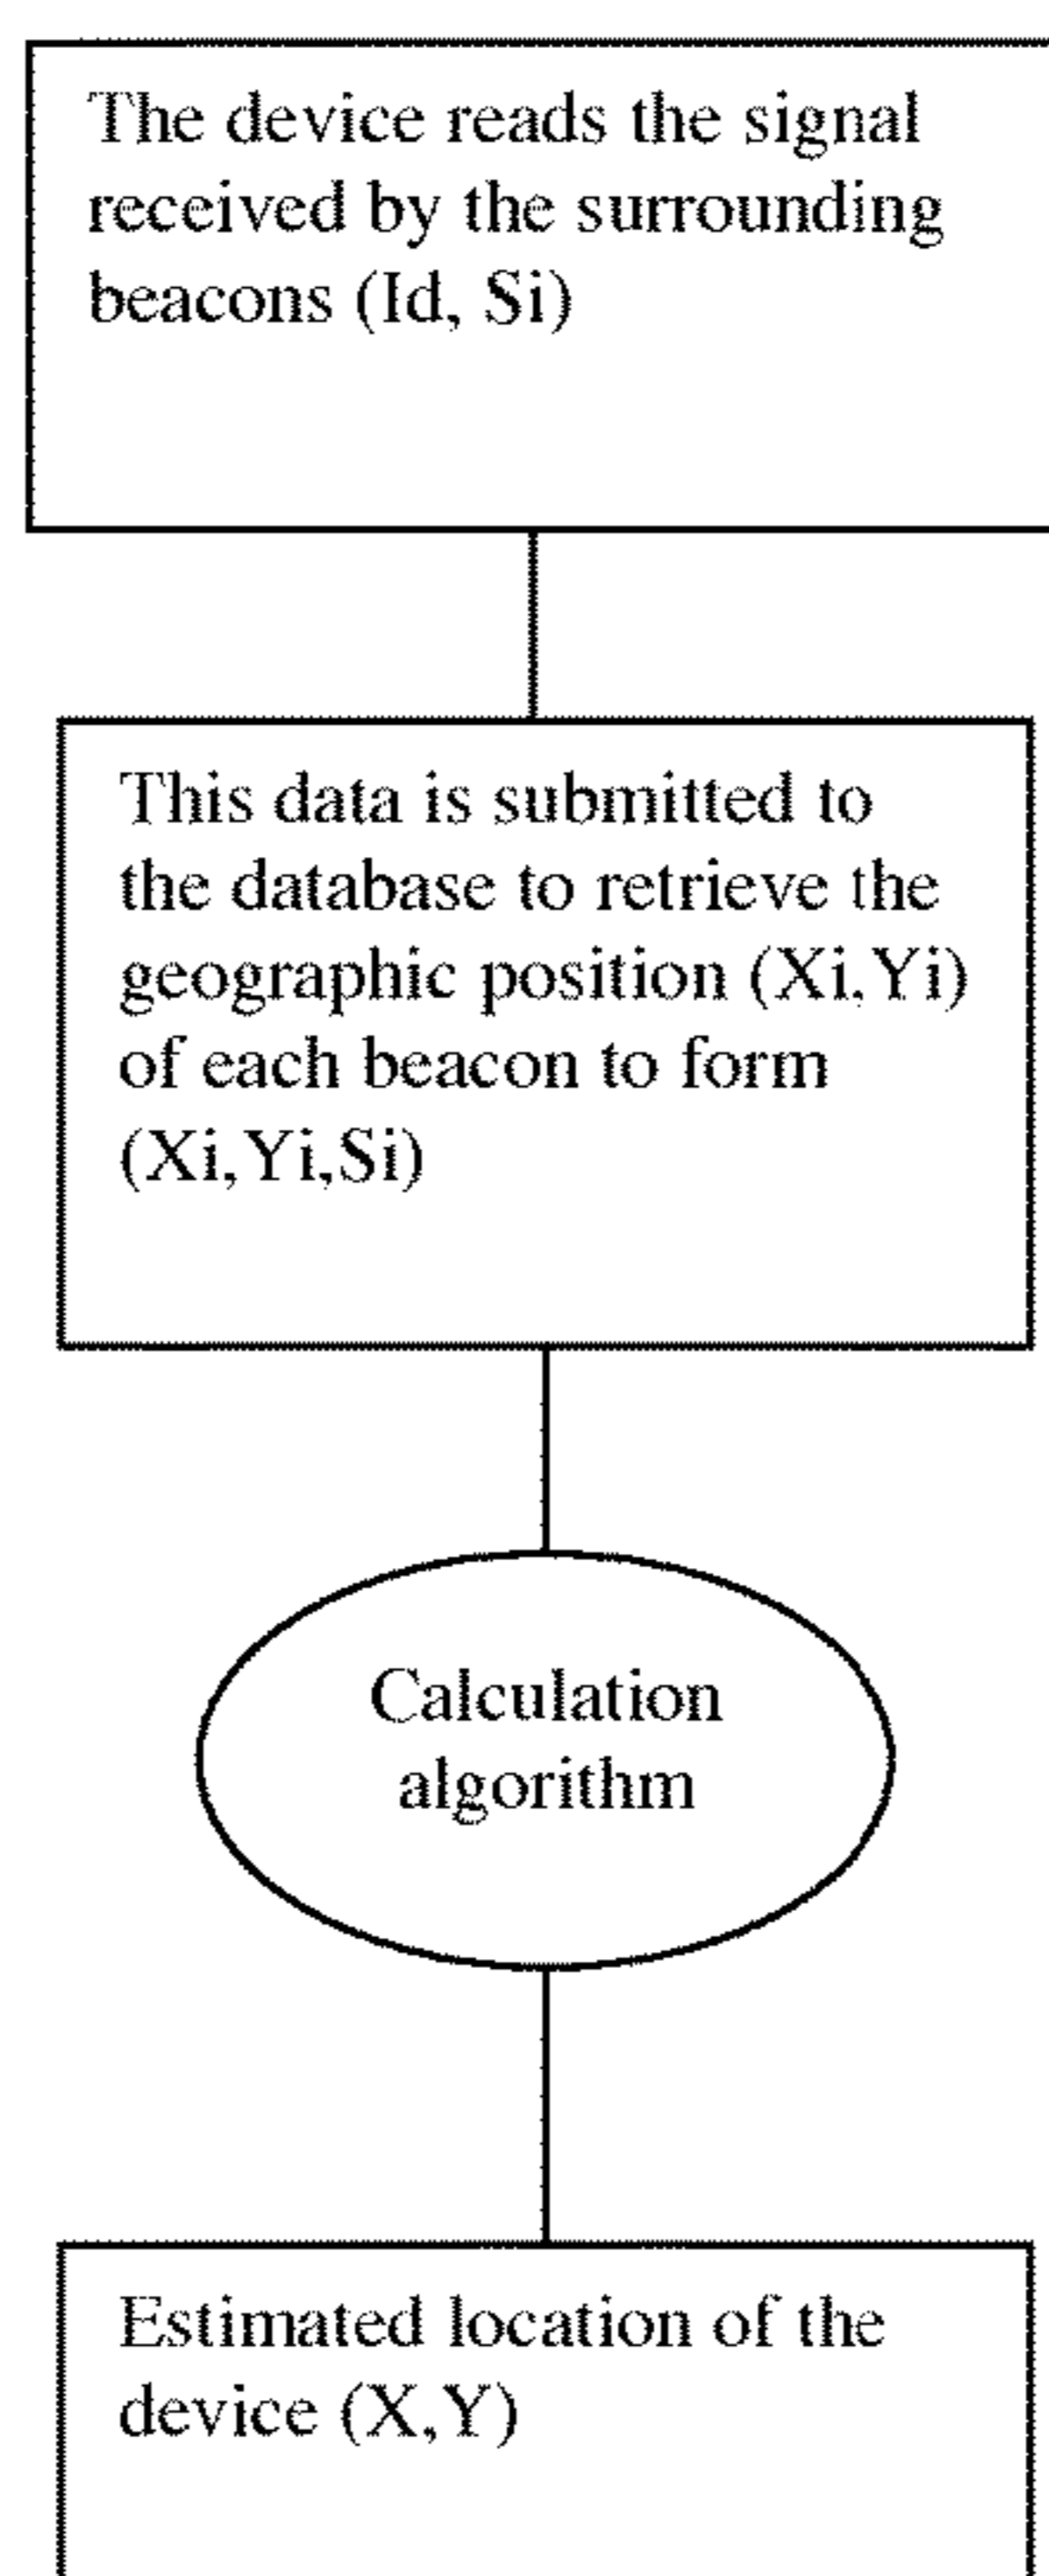 The device reads the signal
received by the surrounding
beacons (Id, Si)
This data is submitted to
the database to retrieve the
geographic position (Xi,Yi)
of each beacon to form
(Xi,Yi,Si)
Calculation
algorithm
Estimated location of the
device (X,Y)